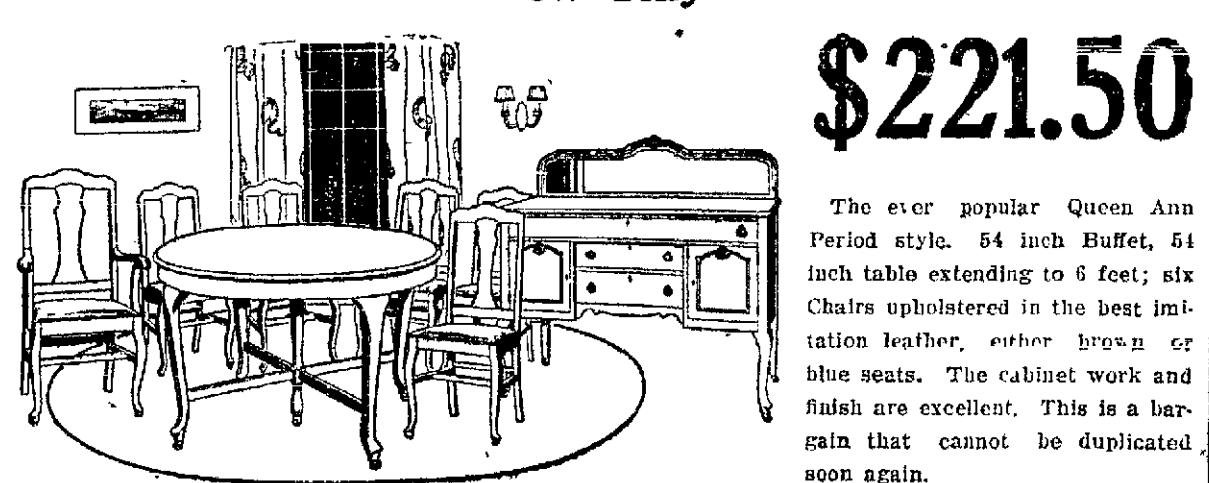 $221.50
The ever popular Queen Ann
Period style. 54 inch Buffet, 54
inch table extending to 6 feet; six
Chairs upholstered in the best imi-
tation leather, either brown or
blue seats. The cabinet work and
finish are excellent. This is a bar-
gain that cannot be duplicated
soon again.